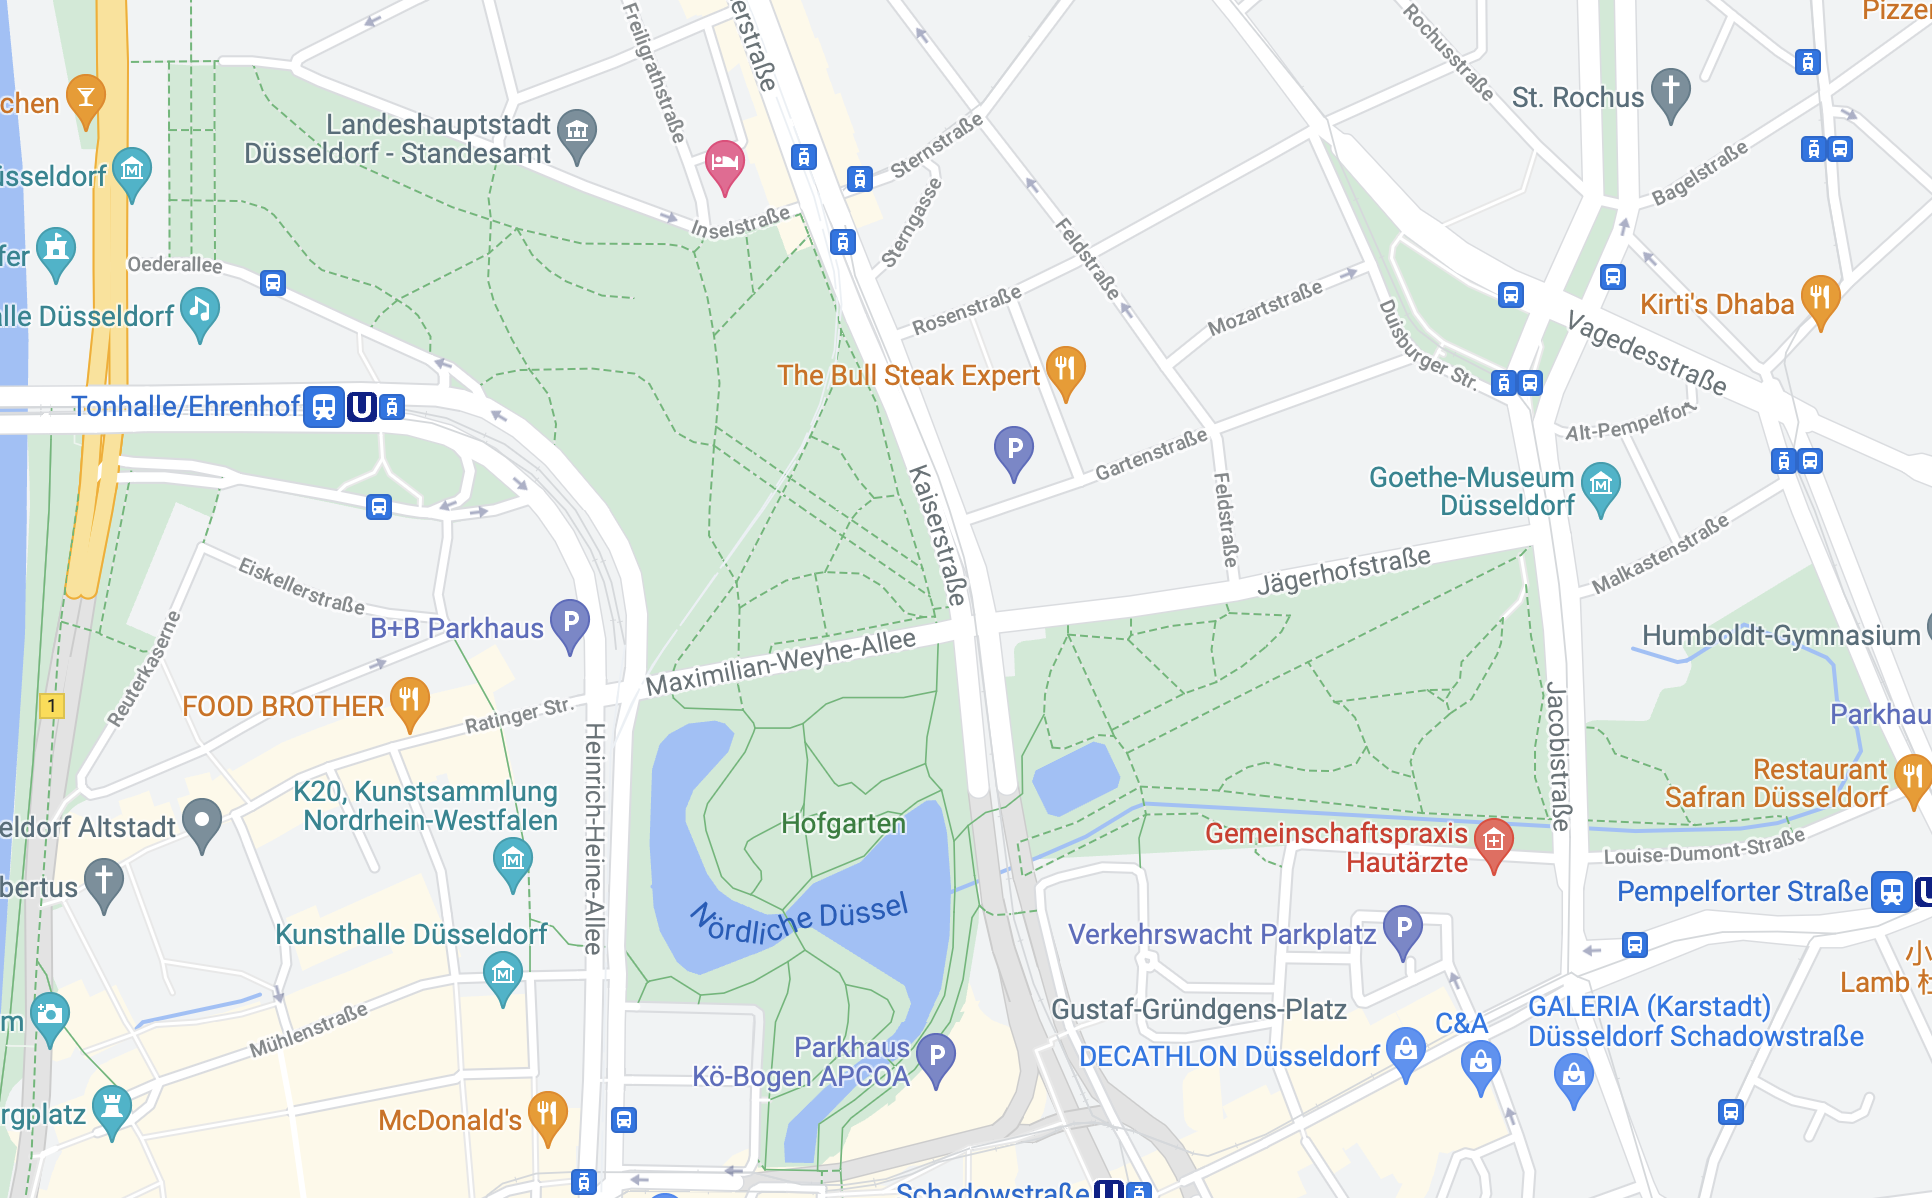 Pizze
erstraße
Freiligrathstraße
Rochusstraße
chen
St. Rochus
Landeshauptstadt
Düsseldorf - Standesamt
Sternstraße
Bagelstraße
üsseldorf
Sterngasse
Inselstraße
fer
Oederallee
Feldstraße
lle Düsseldorf
Rosenstraße
Mozartstraße
Kirti's Dhaba
Duisburger Str.
Vagedesstraße
The Bull Steak Expert
Tonhalle/Ehrenhof
U
Alt-Pempelfort
P
Gartenstraße
Kaiserstraße
Feldstraße
Goethe-Museum
Düsseldorf
M
Malkastenstraße
Jägerhofstraße
Eiskellerstraße
B+B Parkhaus
P
Humboldt-Gymnasium
Maximilian-Weyhe-Allee
Reuterkaserne
1
FOOD BROTHER
Ratinger Str.
Jacobistraße
Parkhau
Heinrich-Heine-Allee
K20, Kunstsammlung
Nordrhein-Westfalen
M
Restaurant
Safran Düsseldorf
eldorf Altstadt
Hofgarten
Gemeinschaftspraxis
Hautärzte
Louise-Dumont-Straße
bertus
Nördliche Düssel
Pempelforter Straße
Kunsthalle Düsseldorf
M
Verkehrswacht Parkplatz
P
小
Lamb
Mühlenstraße
m
Gustaf-Gründgens-Platz
C&A
GALERIA (Karstadt)
Düsseldorf Schadowstraße
DECATHLON Düsseldorf
Parkhaus
Kö-Bogen APCOA
P
rgplatz
McDonald's
Schadowstraße
U